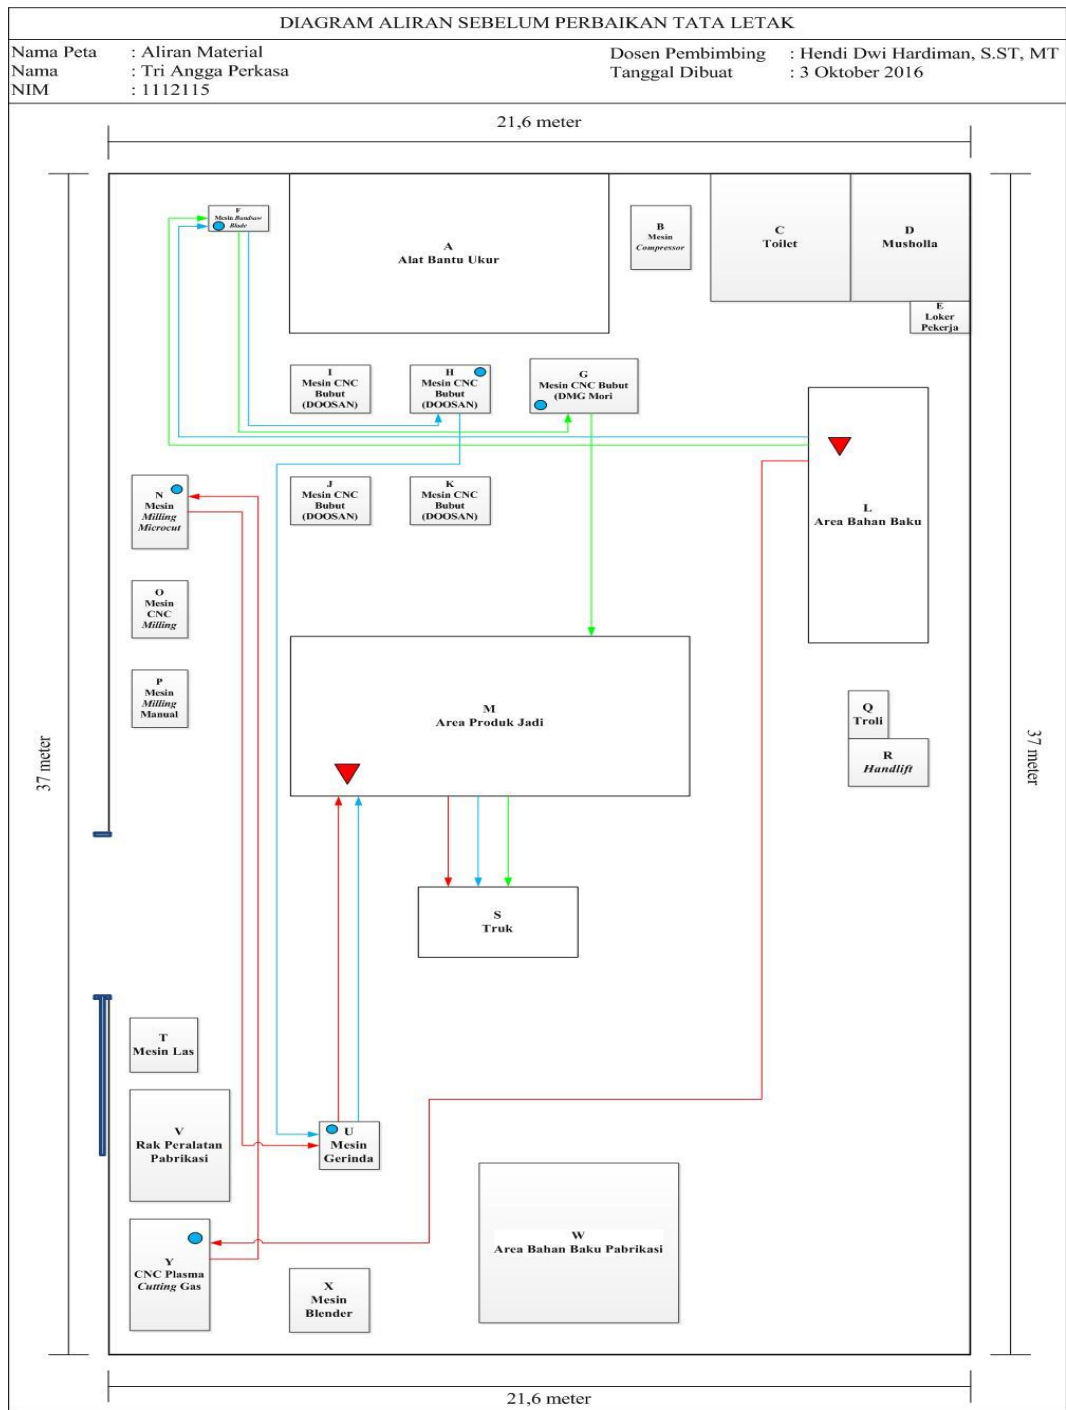 DIAGRAM ALIRAN SEBELUM PERBAIKAN TATA LETAK
Nama Peta : Aliran Material
Nama : Tri Angga Perkasa
NIM : 1112115
Dosen Pembimbing : Hendi Dwi Hardiman, S.ST, MT
Tanggal Dibuat : 3 Oktober 2016
21,6 meter
37 meter
37 meter
F
Mesin Bandsaw
Blade
A
Alat Bantu Ukur
B
Mesin
Compressor
C
Toilet
D
Musholla
E
Loker
Pekerja
I
Mesin CNC
Bubut
(DOOSAN)
H
Mesin CNC
Bubut
(DOOSAN)
G
Mesin CNC Bubut
(DMG Mori
L
Area Bahan Baku
N
Mesin
Milling
Microcut
J
Mesin CNC
Bubut
(DOOSAN)
K
Mesin CNC
Bubut
(DOOSAN)
O
Mesin
CNC
Milling
P
Mesin
Milling
Manual
M
Area Produk Jadi
Q
Troli
R
Handlift
S
Truk
T
Mesin Las
V
Rak Peralatan
Pabrikasi
U
Mesin
Gerinda
W
Area Bahan Baku Pabrikasi
Y
CNC Plasma
Cutting Gas
X
Mesin
Blender
21,6 meter